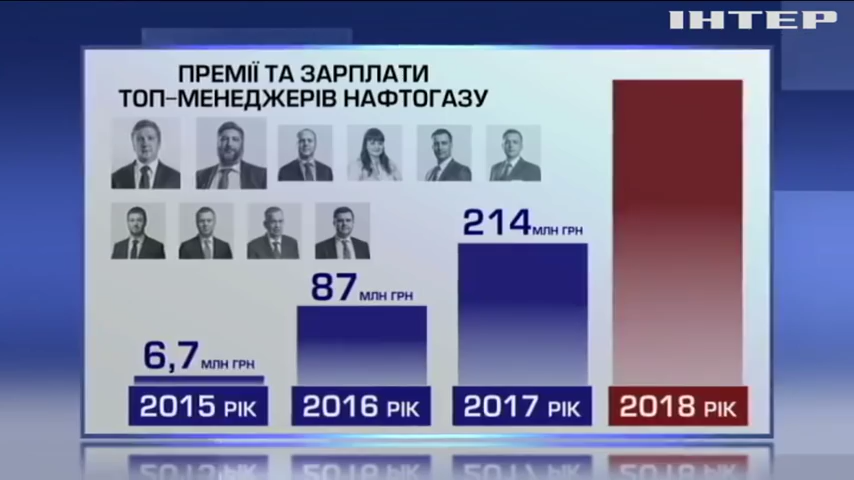 ІНТЕР
ПРЕМІЇ ТА ЗАРПЛАТИ
ТОП-МЕНЕДЖЕРІВ НАФТОГАЗУ
6,7 МЛН ГРН
87 МЛН ГРН
214 МЛН ГРН
2015 РІК
2016 РІК
2017 РІК
2018 РІК